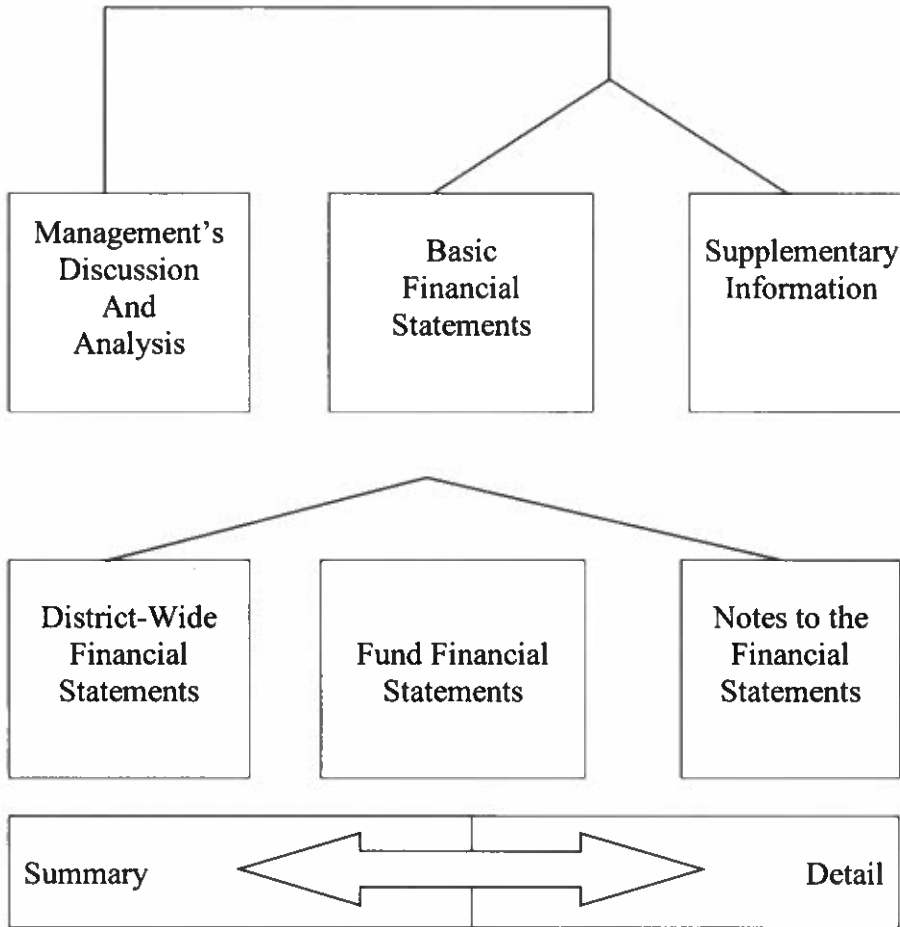 Management's
Discussion
And
Analysis
Basic
Financial
Statements
Supplementary
Information
District-Wide
Financial
Statements
Fund Financial
Statements
Notes to the
Financial
Statements
Summary
Detail